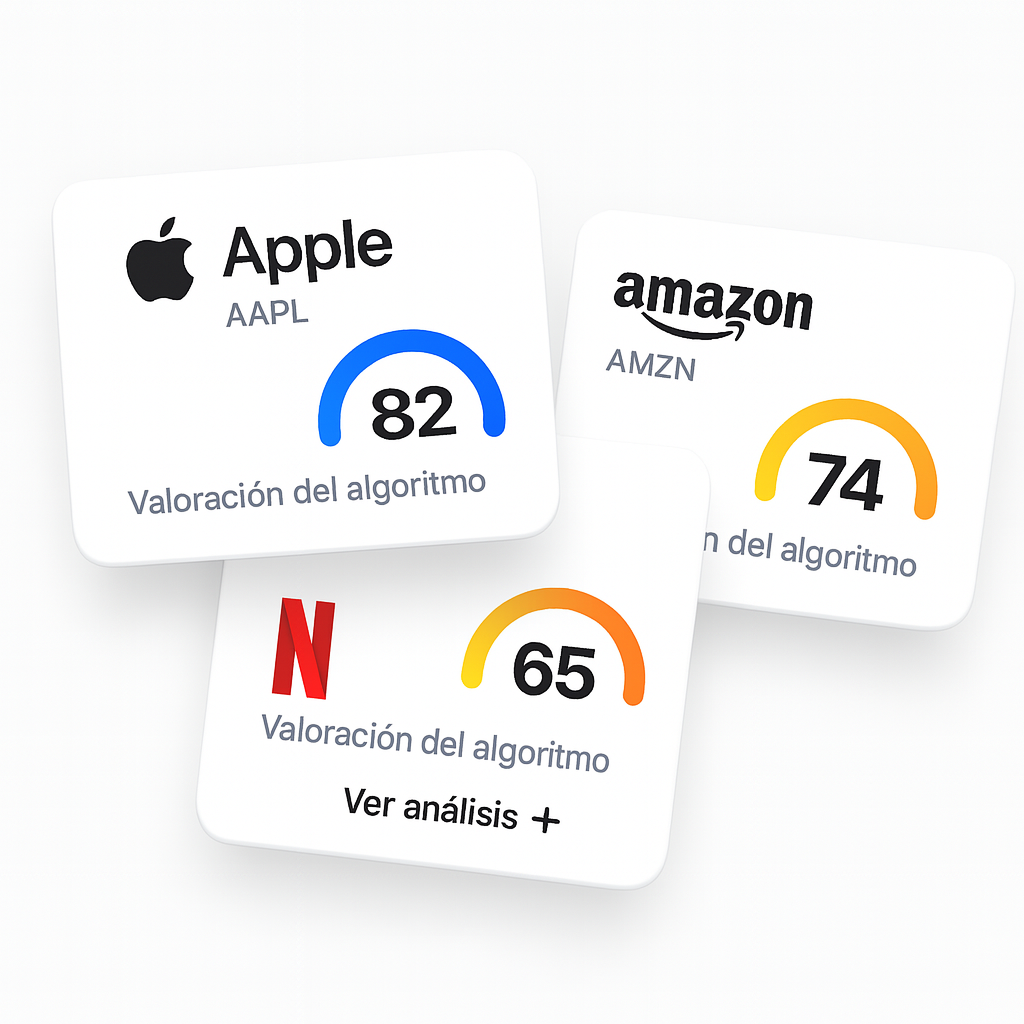 Apple
AAPL
82
Valoración del algoritmo
amazon
AMZN
74
n del algoritmo
N
65
Valoración del algoritmo
Ver análisis +